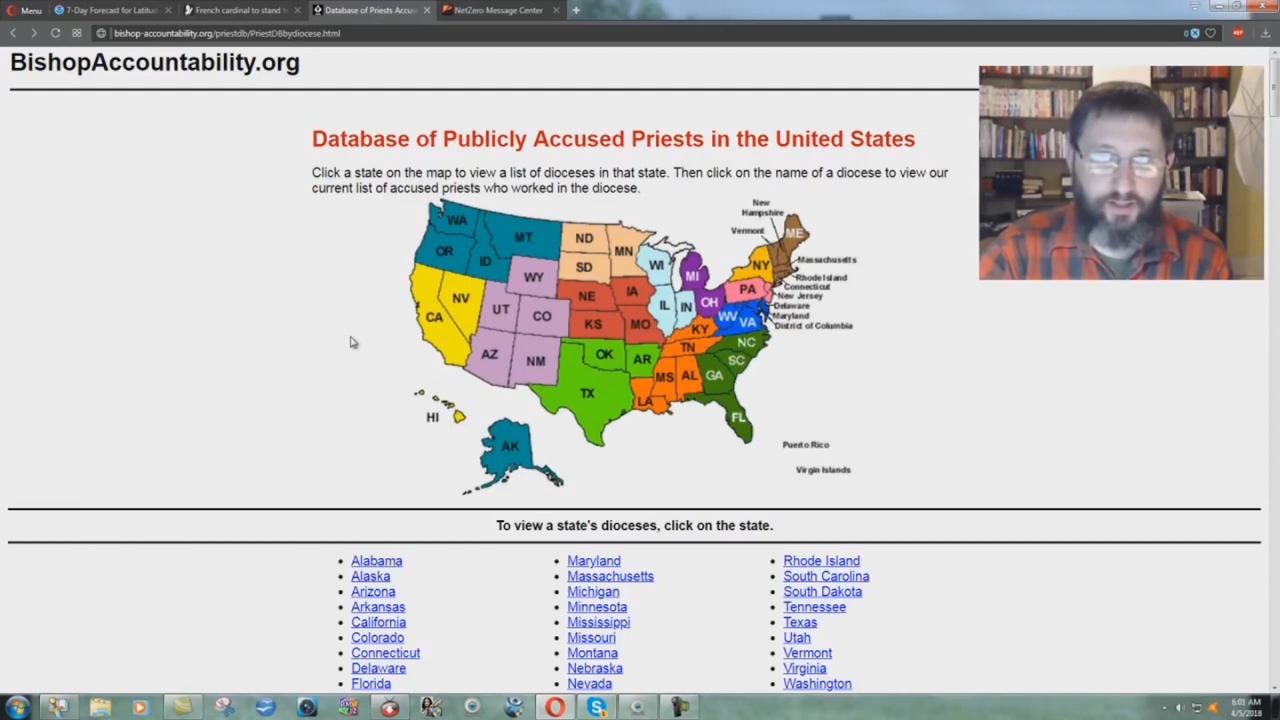 Menu
7-Day Forecast for Latitud
French cardinal to stand tr
Database of Priests Accus
NetZero Message Center
bishop-accountability.org/priestdb/PriestDBbydiocese.html
0
ABP
BishopAccountability.org
Database of Publicly Accused Priests in the United States
Click a state on the map to view a list of dioceses in that state. Then click on the name of a diocese to view our
current list of accused priests who worked in the diocese.
WA
OR
ID
MT
ND
SD
MN
WI
MI
NY
ME
New
Hampshire
Vermont
Massachusetts
Rhode Island
Connecticut
New Jersey
Delaware
Maryland
District of Columbia
WY
NE
IA
IL
IN
OH
PA
CA
NV
UT
CO
KS
MO
KY
WV
VA
AZ
NM
OK
AR
TN
NC
SC
TX
LA
MS
AL
GA
FL
HI
AK
Puerto Rico
Virgin Islands
To view a state's dioceses, click on the state.
Alabama
Alaska
Arizona
Arkansas
California
Colorado
Connecticut
Delaware
Florida
Maryland
Massachusetts
Michigan
Minnesota
Mississippi
Missouri
Montana
Nebraska
Nevada
Rhode Island
South Carolina
South Dakota
Tennessee
Texas
Utah
Vermont
Virginia
Washington
6:01 AM
4/5/2018